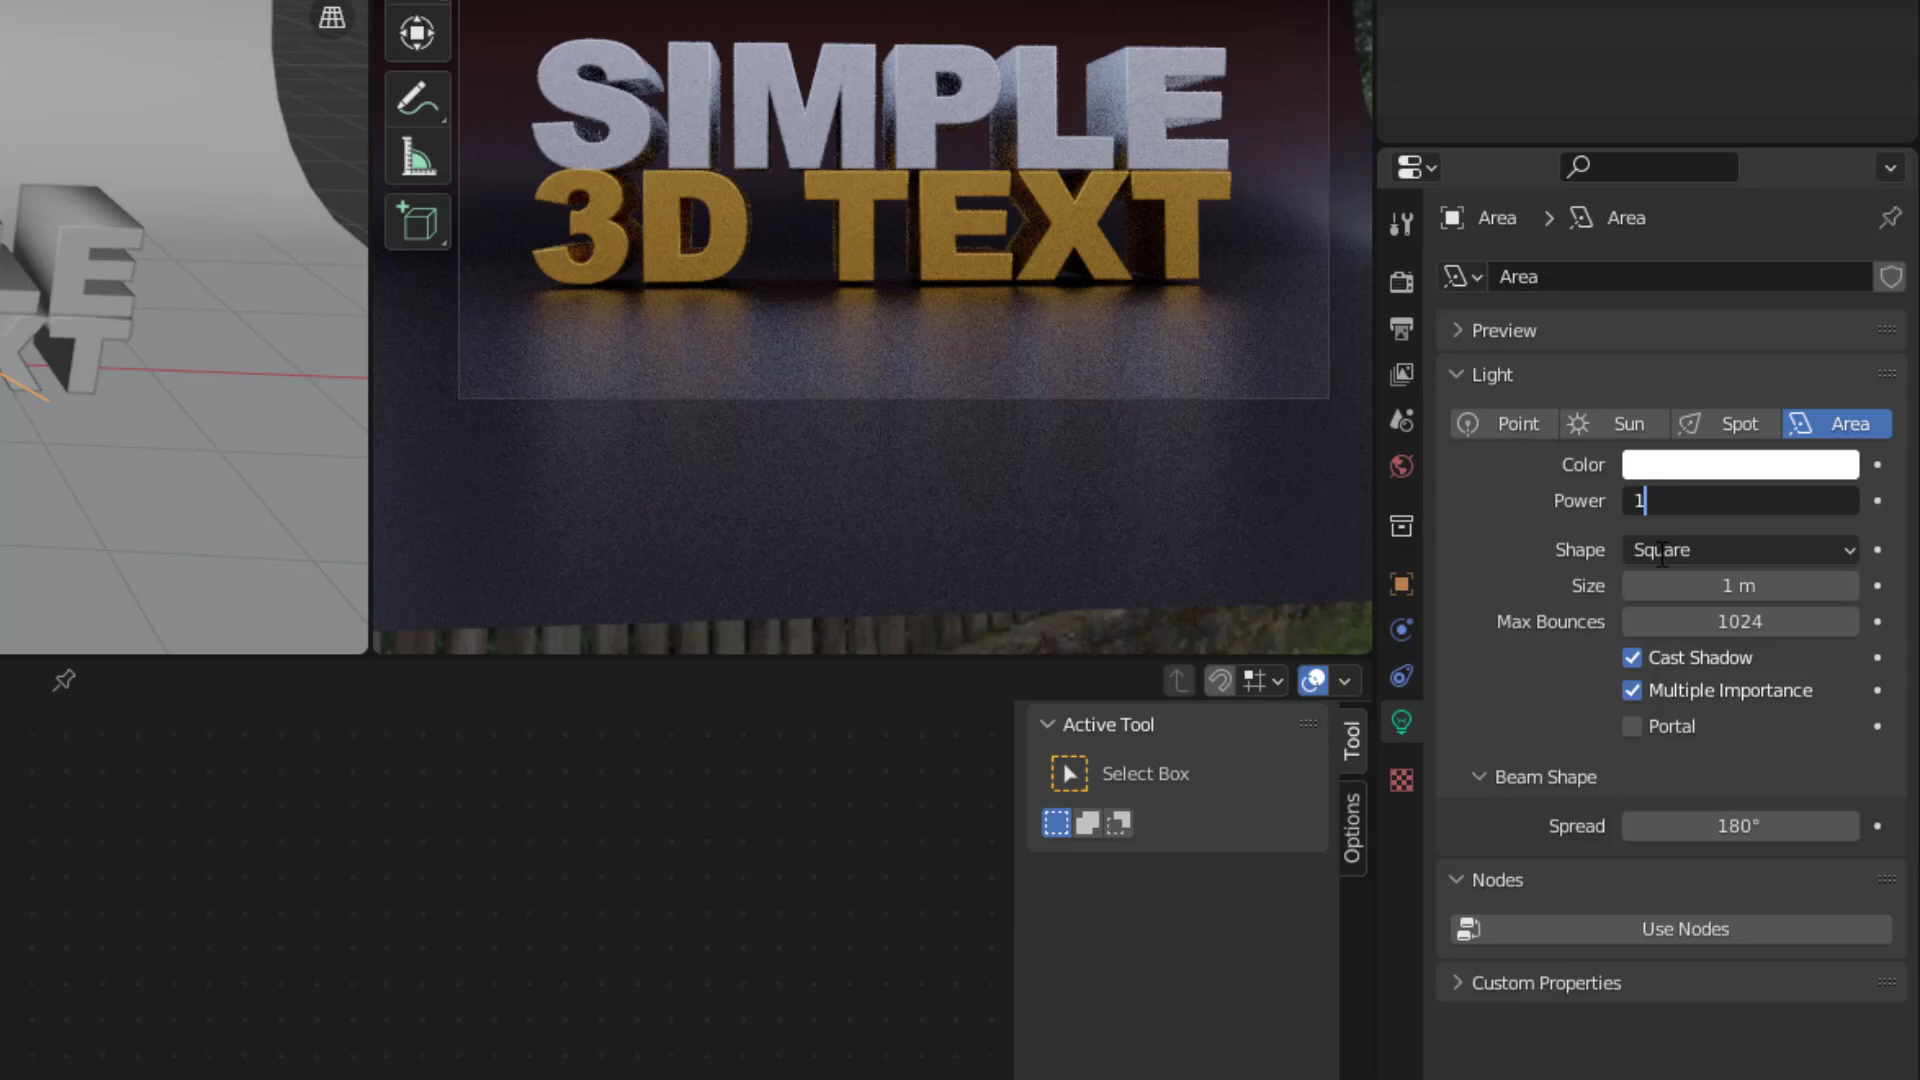 SIMPLE
3D TEXT
E
E
XT
Area > Area
Area
Preview
Light
Point Sun Spot Area
Color
Power 1
Shape Square
Size 1 m
Max Bounces 1024
Cast Shadow
Multiple Importance
Portal
Beam Shape
Spread 180°
Nodes
Use Nodes
Custom Properties
Active Tool
Select Box
Tool
Options